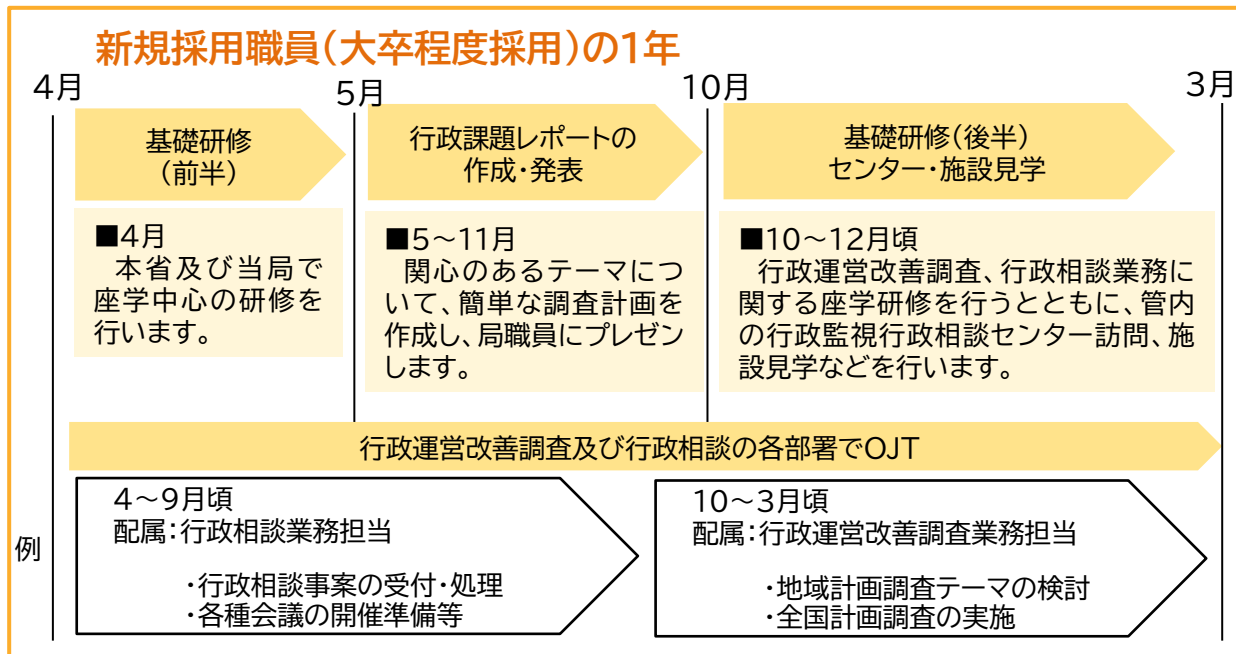 新規採用職員(大卒程度採用)の1年
4月
5月
10月
3月
基礎研修
(前半)
行政課題レポートの
作成・発表
基礎研修(後半)
センター・施設見学
■4月
本省及び当局で
座学中心の研修を
行います。
■5～11月
関心のあるテーマにつ
いて、簡単な調査計画を
作成し、局職員にプレゼン
します。
■10～12月頃
行政運営改善調査、行政相談業務に
関する座学研修を行うとともに、管内
の行政監視行政相談センター訪問、施
設見学などを行います。
行政運営改善調査及び行政相談の各部署でOJT
例
4～9月頃
配属：行政相談業務担当
・行政相談事案の受付・処理
・各種会議の開催準備等
10～3月頃
配属：行政運営改善調査業務担当
・地域計画調査テーマの検討
・全国計画調査の実施